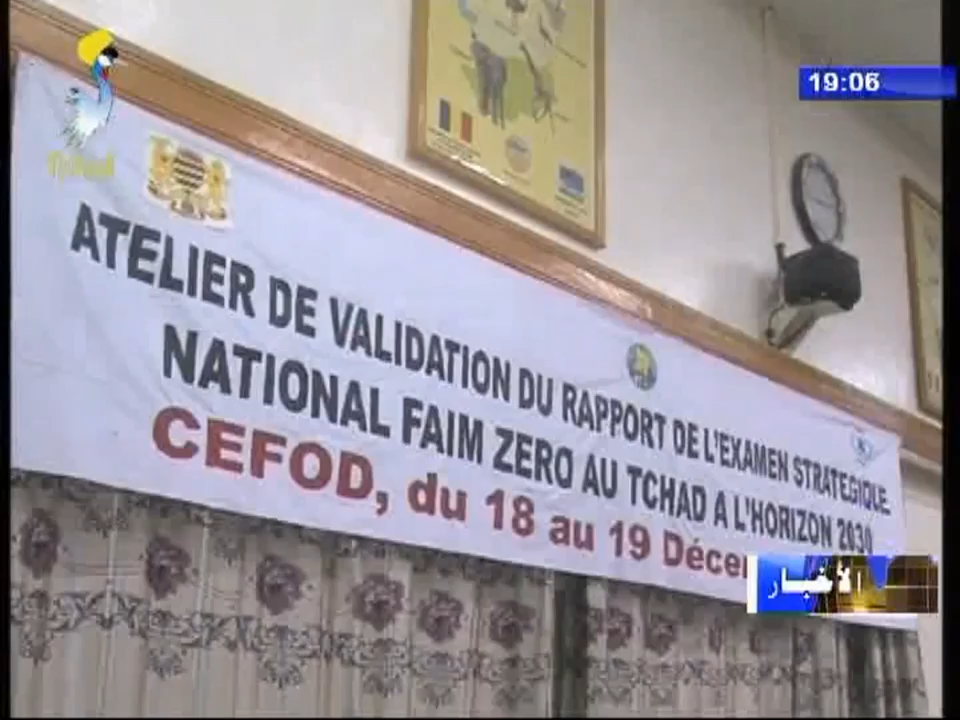 19:06
Tchad
ATELIER DE VALIDATION DU RAPPORT DE L'EXAMEN STRATEGIQUE
NATIONAL FAIM ZERO AU TCHAD A L'HORIZON 2030
CEFOD, du 18 au 19 Décem
الأخبار